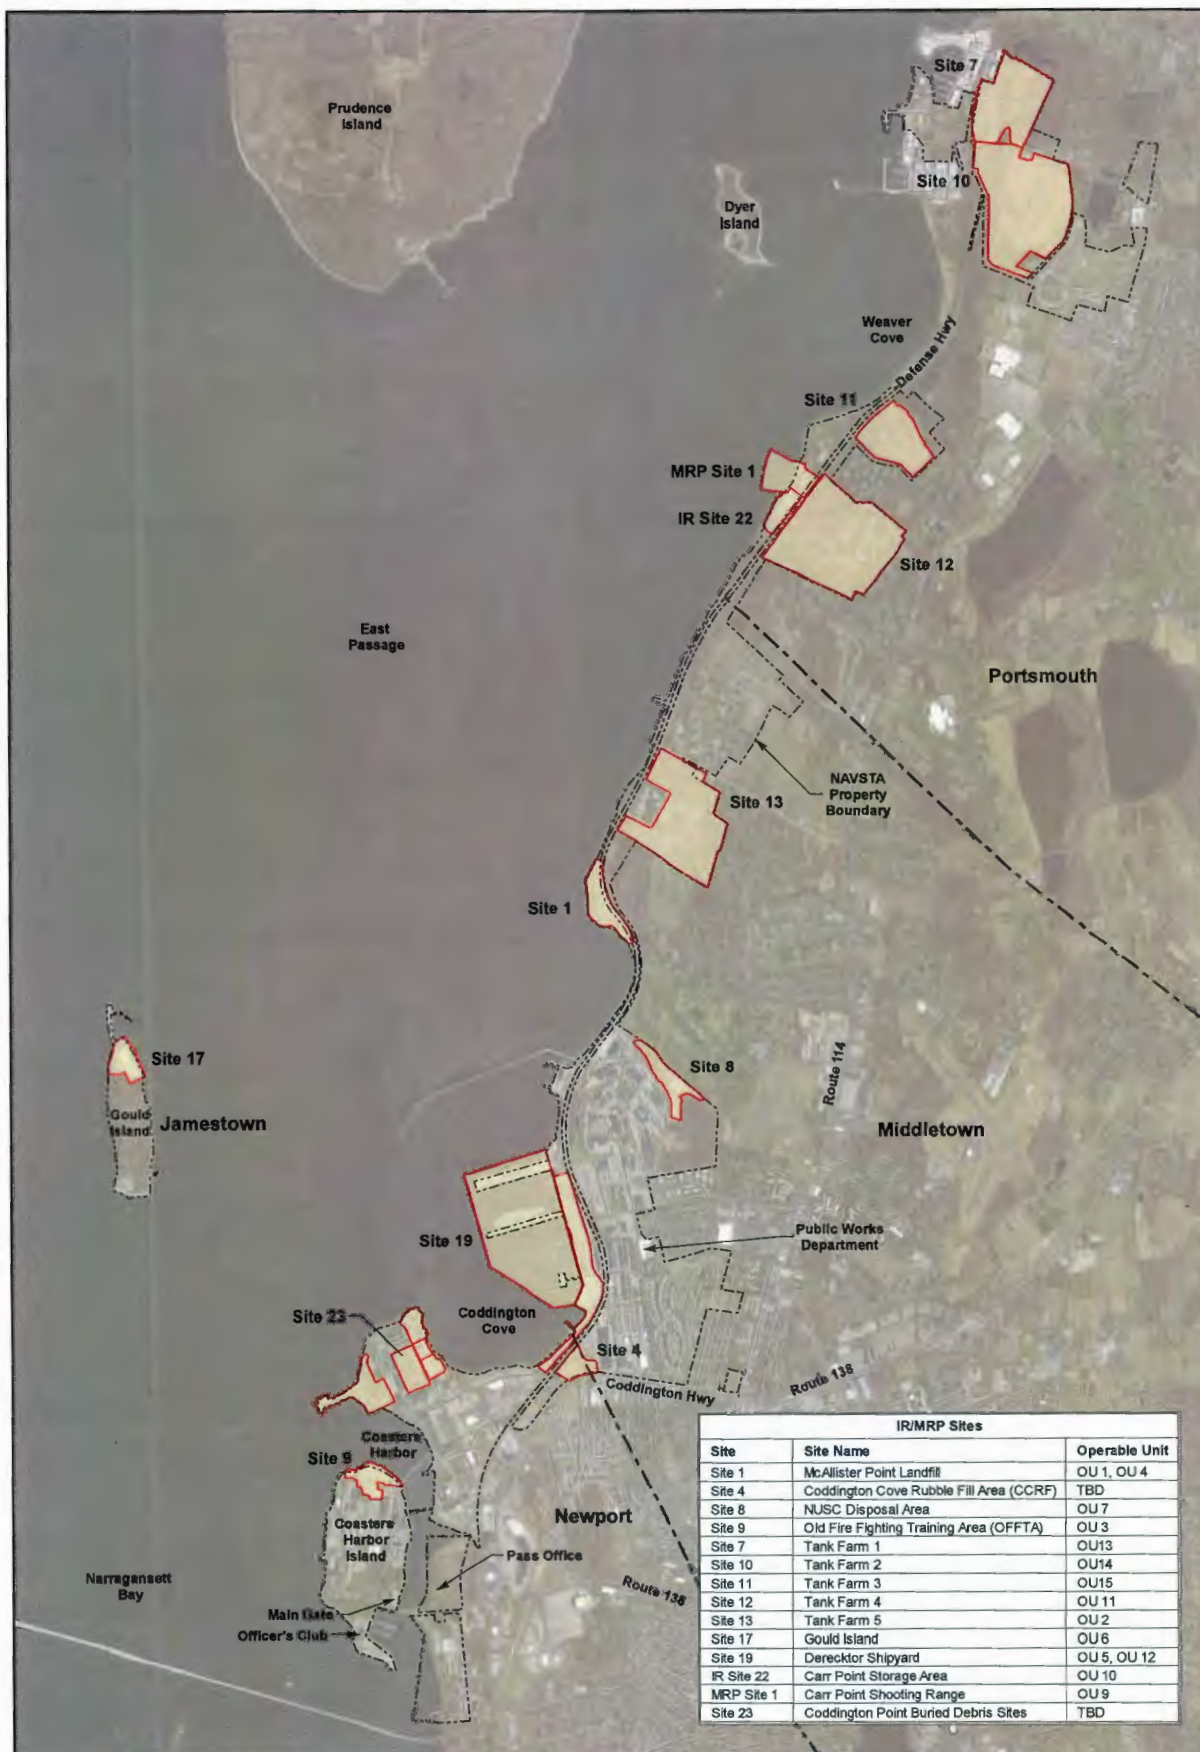 Site 7
Prudence
Island
Site 10
Dyer
Island
Weaver
Cove
Defense Hwy
Site 11
MRP Site 1
IR Site 22
Site 12
East
Passage
Portsmouth
NAVSTA
Property
Boundary
Site 13
Site 1
Site 17
Site 8
Route 114
Gould
Island
Jamestown
Middletown
Public Works
Department
Site 19
Coddington
Cove
Site 23
Site 4
Coddington Hwy
Route 138
Coasters
Harbor
Site 9
Newport
Coasters
Harbor
Island
Pass Office
Narragansett
Bay
Route 138
Main Gate
Officer's Club
IR/MRP Sites
Site Site Name Operable Unit
Site 1 McAllister Point Landfill OU 1, OU 4
Site 4 Coddington Cove Rubble Fill Area (CCRF) TBD
Site 8 NUSC Disposal Area OU 7
Site 9 Old Fire Fighting Training Area (OFFTA) OU 3
Site 7 Tank Farm 1 OU13
Site 10 Tank Farm 2 OU14
Site 11 Tank Farm 3 OU15
Site 12 Tank Farm 4 OU 11
Site 13 Tank Farm 5 OU 2
Site 17 Gould Island OU 6
Site 19 Derecktor Shipyard OU 5, OU 12
IR Site 22 Carr Point Storage Area OU 10
MRP Site 1 Carr Point Shooting Range OU 9
Site 23 Coddington Point Buried Debris Sites TBD